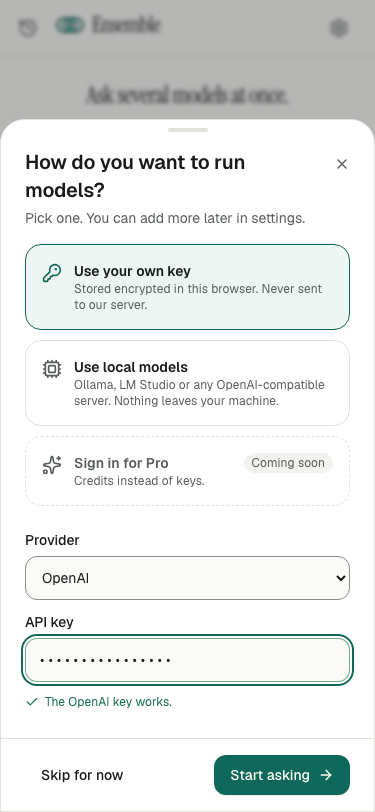 Ensemble
Ask several models at once.
How do you want to run
models?
Pick one. You can add more later in settings.
Use your own key
Stored encrypted in this browser. Never sent
to our server.
Use local models
Ollama, LM Studio or any OpenAI-compatible
server. Nothing leaves your machine.
Sign in for Pro
Coming soon
Credits instead of keys.
Provider
OpenAI
API key
•••••••••••••••
The OpenAI key works.
Skip for now
Start asking